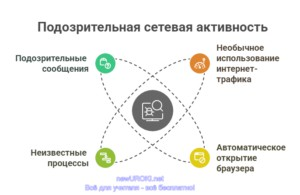 Подозрительная сетевая активность
Подозрительные
сообщения
Необычное
использование
интернет-
трафика
Неизвестные
процессы
Автоматическое
открытие
браузера
newUROKI.net
Всё для учителя – всё бесплатно!